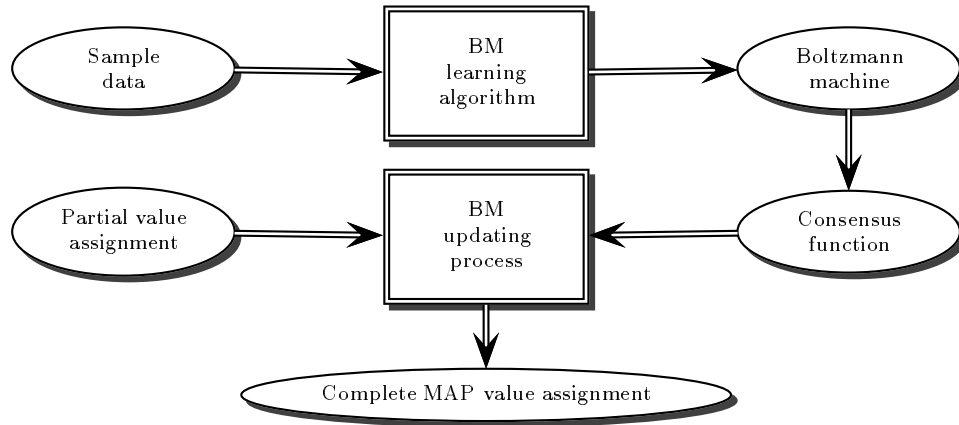 Sample
data
BM
learning
algorithm
Boltzmann
machine
Partial value
assignment
BM
updating
process
Consensus
function
Complete MAP value assignment